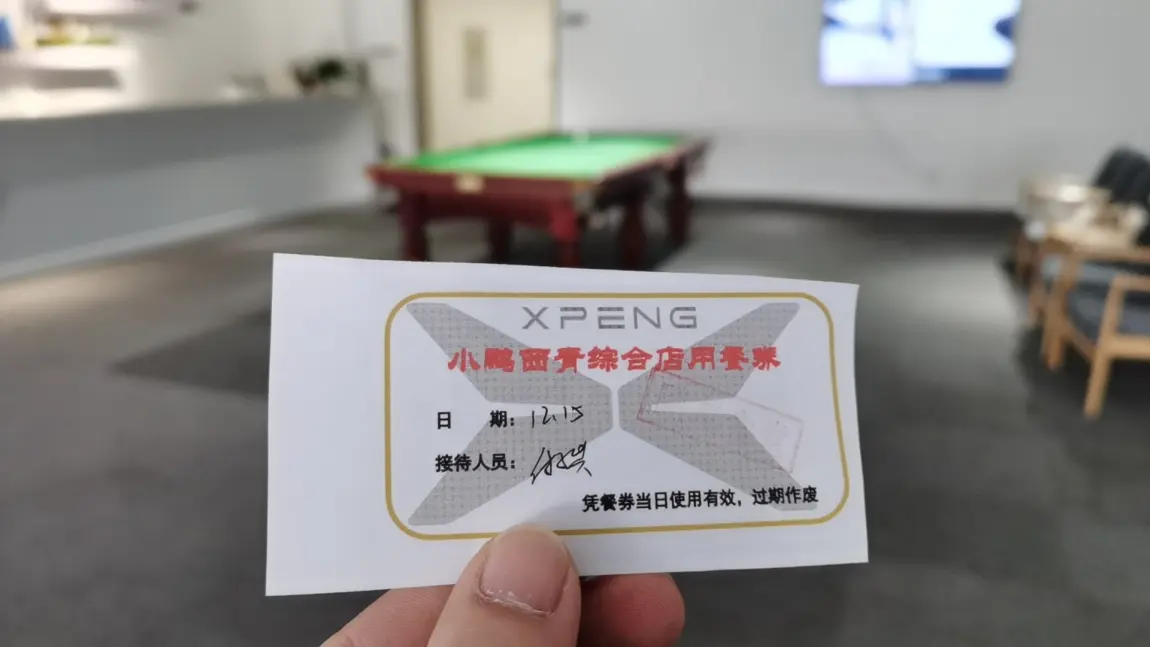 XPENG
小鹏西青综合店用餐券
日 期：12.15
接待人员：
凭餐券当日使用有效，过期作废